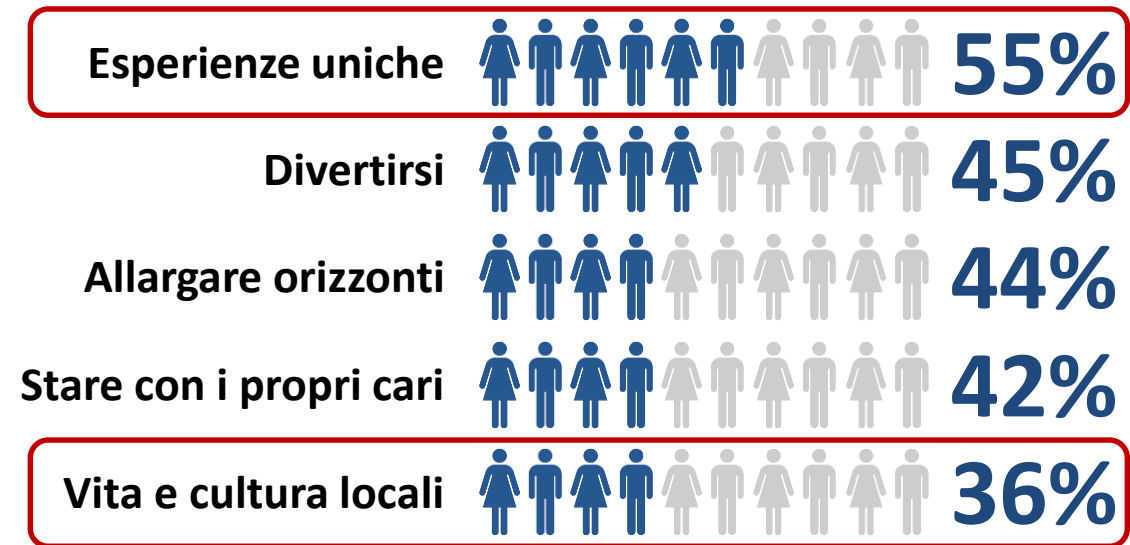 Esperienze uniche 55%
Divertirsi 45%
Allargare orizzonti 44%
Stare con i propri cari 42%
Vita e cultura locali 36%